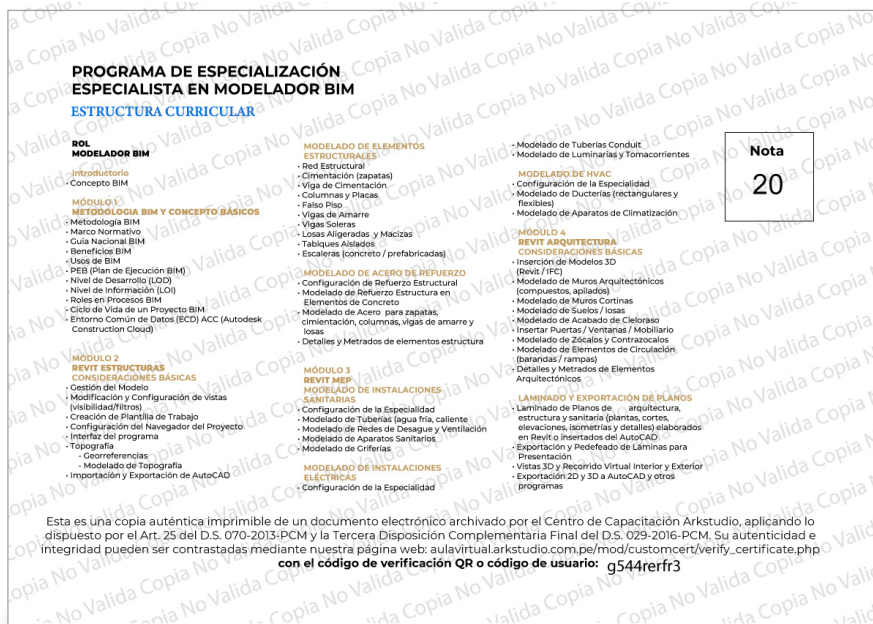 PROGRAMA DE ESPECIALIZACIÓN
ESPECIALISTA EN MODELADOR BIM
ESTRUCTURA CURRICULAR
ROL
MODELADOR BIM
Introductorio
· Concepto BIM
MÓDULO 1
METODOLOGIA BIM Y CONCEPTO BÁSICOS
· Metodología BIM
· Marco Normativo
· Guia Nacional BIM
· Beneficios BIM
· Usos de BIM
· PEB (Plan de Ejecución BIM)
· Nivel de Desarrollo (LOD)
· Nivel de Información (LOI)
· Roles en Procesos BIM
· Ciclo de Vida de un Proyecto BIM
· Entorno Común de Datos (ECD) ACC (Autodesk
Construction Cloud)
MÓDULO 2
REVIT ESTRUCTURAS
CONSIDERACIONES BÁSICAS
· Gestión del Modelo
· Modificación y Configuración de vistas
(visibilidad/filtros)
· Creación de Plantilla de Trabajo
· Configuración del Navegador del Proyecto
· Interfaz del programa
· Topografía
- Georreferencias
- Modelado de Topografía
· Importación y Exportación de AutoCAD
MODELADO DE ELEMENTOS
ESTRUCTURALES
· Red Estructural
· Cimentación (zapatas)
· Viga de Cimentación
· Columnas y Placas
· Falso Piso
· Vigas de Amarre
· Vigas Soleras
· Losas Aligeradas y Macizas
· Tabiques Aislados
· Escaleras (concreto / prefabricadas)
MODELADO DE ACERO DE REFUERZO
· Configuración de Refuerzo Estructural
· Modelado de Refuerzo Estructura en
Elementos de Concreto
· Modelado de Acero para zapatas,
cimientación, columnas, vigas de amarre y
losas
· Detalles y Metrados de elementos estructura
MÓDULO 3
REVIT MEP
MODELADO DE INSTALACIONES
SANITARIAS
· Configuración de la Especialidad
· Modelado de Tuberías (agua fría, caliente
· Modelado de Redes de Desague y Ventilación
· Modelado de Aparatos Sanitarios
· Modelado de Griferías
MODELADO DE INSTALACIONES
ELÉCTRICAS
· Configuración de la Especialidad
· Modelado de Tuberías Conduit
· Modelado de Luminarias y Tomacorrientes
MODELADO DE HVAC
· Configuración de la Especialidad
· Modelado de Ducterías (rectangulares y
flexibles)
· Modelado de Aparatos de Climatización
MÓDULO 4
REVIT ARQUITECTURA
CONSIDERACIONES BÁSICAS
· Inserción de Modelos 3D
(Revit / IFC)
· Modelado de Muros Arquitectónicos
(compuestos, apilados)
· Modelado de Muros Cortinas
· Modelado de Suelos / losas
· Modelado de Acabado de Cieloraso
· Insertar Puertas / Ventanas / Mobiliario
· Modelado de Zócalos y Contrazocalos
· Modelado de Elementos de Circulación
(barandas / rampas)
· Detalles y Metrados de Elementos
Arquitectónicos
LAMINADO Y EXPORTACIÓN DE PLANOS
· Laminado de Planos de arquitectura,
estructura y sanitaria (plantas, cortes,
elevaciones, isometrías y detalles) elaborados
en Revit o insertados del AutoCAD
· Exportación y Pedefeado de Láminas para
Presentación
· Vistas 3D y Recorrido Virtual Interior y Exterior
· Exportación 2D y 3D a AutoCAD y otros
programas
Nota
20
Esta es una copia auténtica imprimible de un documento electrónico archivado por el Centro de Capacitación Arkstudio, aplicando lo
dispuesto por el Art. 25 del D.S. 070-2013-PCM y la Tercera Disposición Complementaria Final del D.S. 029-2016-PCM. Su autenticidad e
integridad pueden ser contrastadas mediante nuestra página web: aulavirtual.arkstudio.com.pe/mod/customcert/verify_certificate.php
con el código de verificación QR o código de usuario: g544rerfr3
Copia No Valida